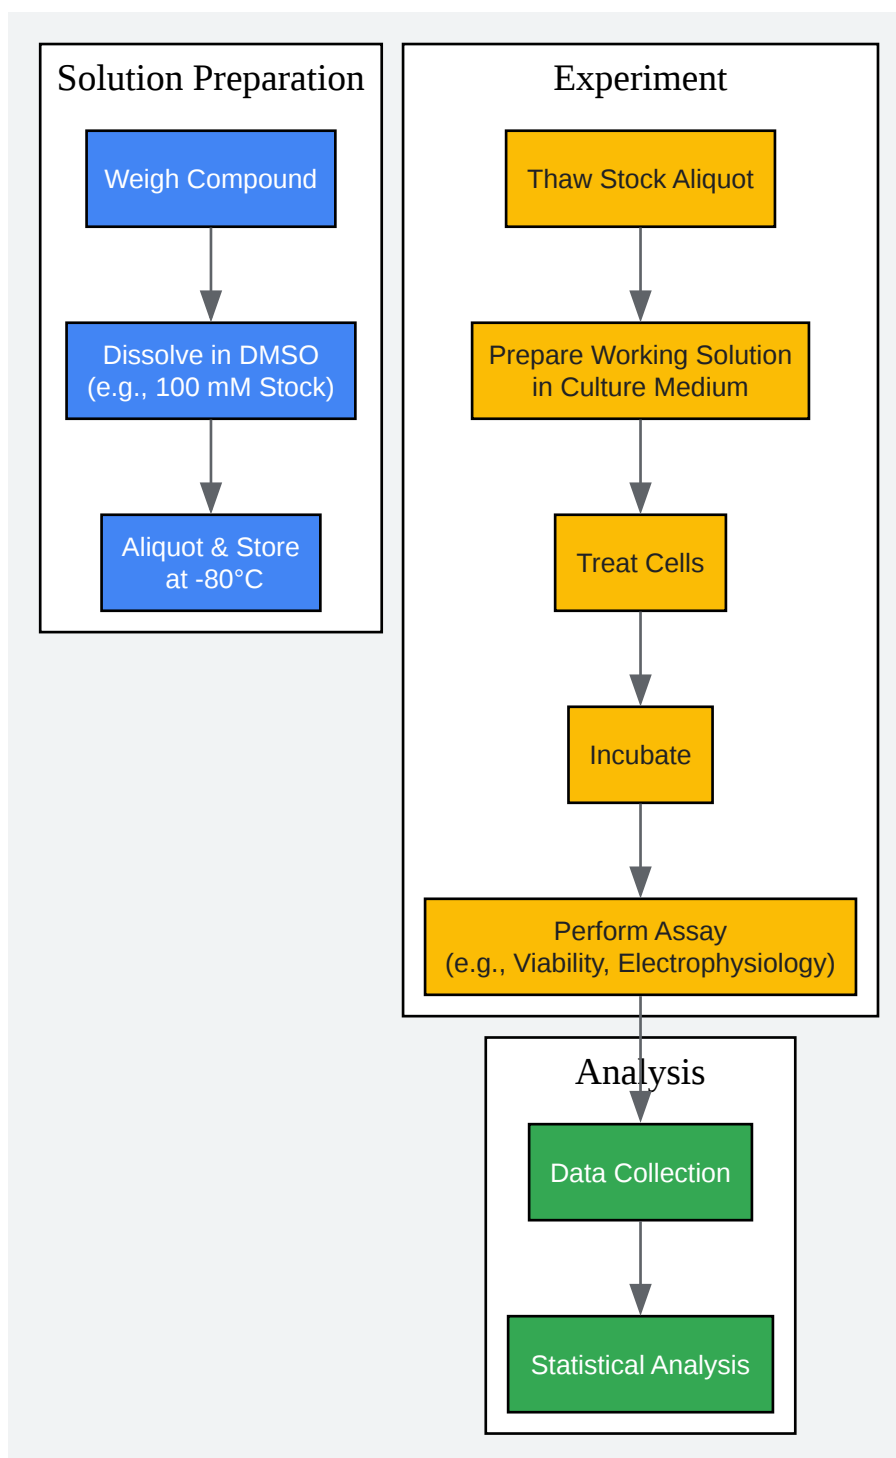 Solution Preparation
Weigh Compound
Dissolve in DMSO
(e.g., 100 mM Stock)
Aliquot & Store
at -80°C
Experiment
Thaw Stock Aliquot
Prepare Working Solution
in Culture Medium
Treat Cells
Incubate
Perform Assay
(e.g., Viability, Electrophysiology)
Analysis
Data Collection
Statistical Analysis